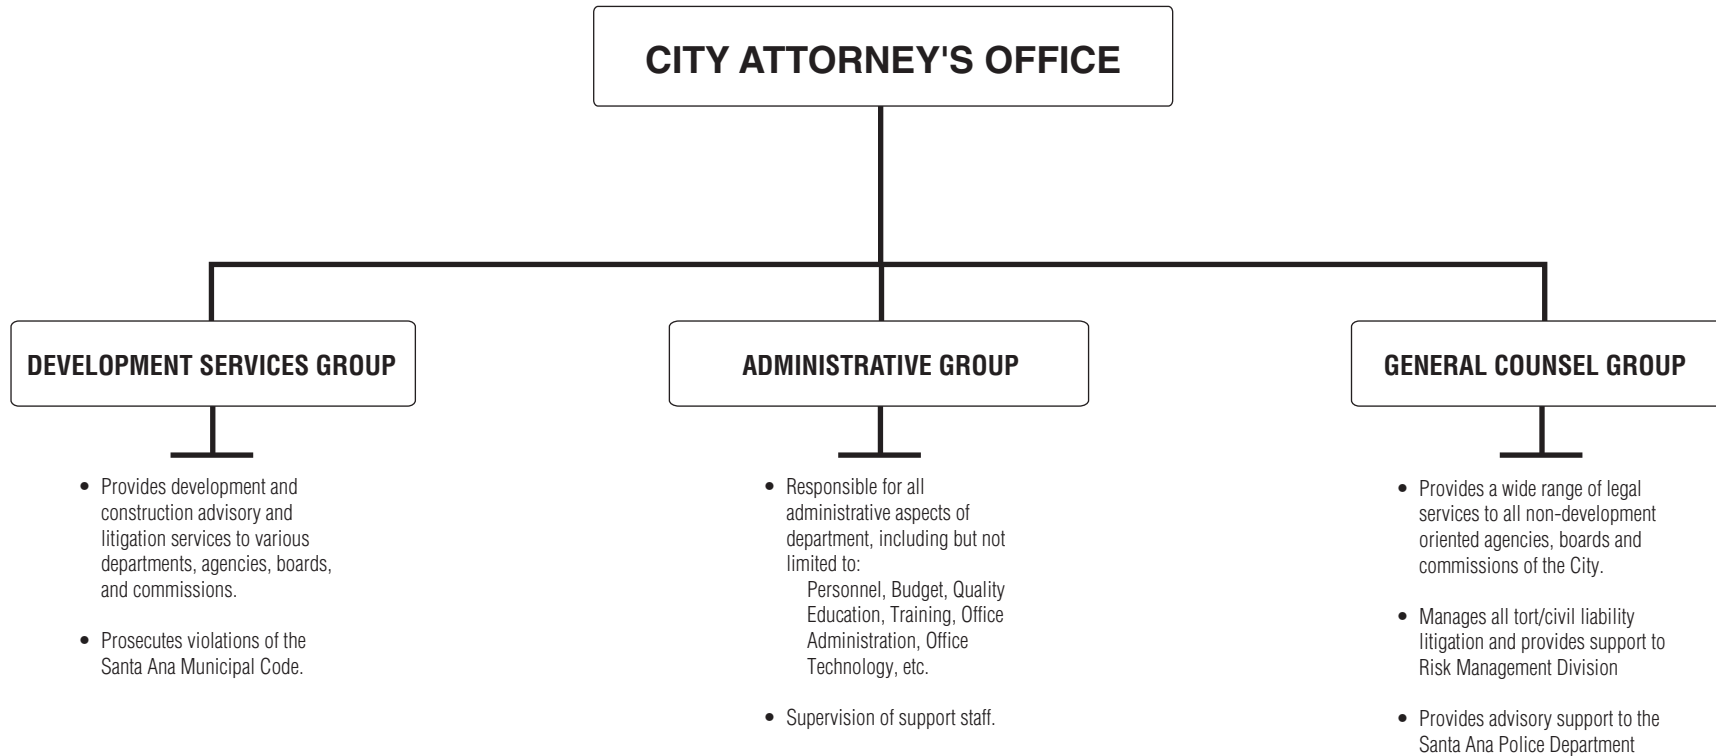 CITY ATTORNEY'S OFFICE
DEVELOPMENT SERVICES GROUP
• Provides development and
construction advisory and
litigation services to various
departments, agencies, boards,
and commissions.
• Prosecutes violations of the
Santa Ana Municipal Code.
ADMINISTRATIVE GROUP
• Responsible for all
administrative aspects of
department, including but not
limited to:
Personnel, Budget, Quality
Education, Training, Office
Administration, Office
Technology, etc.
• Supervision of support staff.
GENERAL COUNSEL GROUP
• Provides a wide range of legal
services to all non-development
oriented agencies, boards and
commissions of the City.
• Manages all tort/civil liability
litigation and provides support to
Risk Management Division
• Provides advisory support to the
Santa Ana Police Department